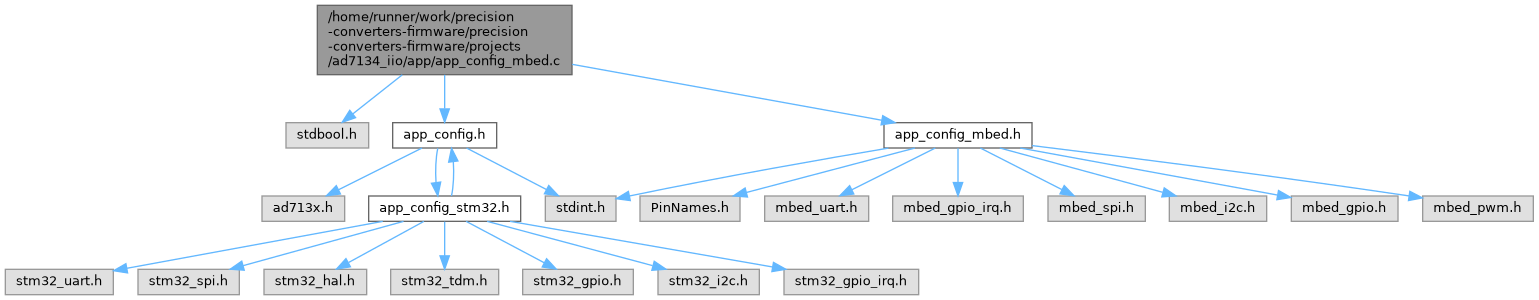 /home/runner/work/precision
-converters-firmware/precision
-converters-firmware/projects
/ad7134_iio/app/app_config_mbed.c
stdbool.h
app_config.h
app_config_mbed.h
ad713x.h
app_config_stm32.h
stdint.h
PinNames.h
mbed_uart.h
mbed_gpio_irq.h
mbed_spi.h
mbed_i2c.h
mbed_gpio.h
mbed_pwm.h
stm32_uart.h
stm32_spi.h
stm32_hal.h
stm32_tdm.h
stm32_gpio.h
stm32_i2c.h
stm32_gpio_irq.h